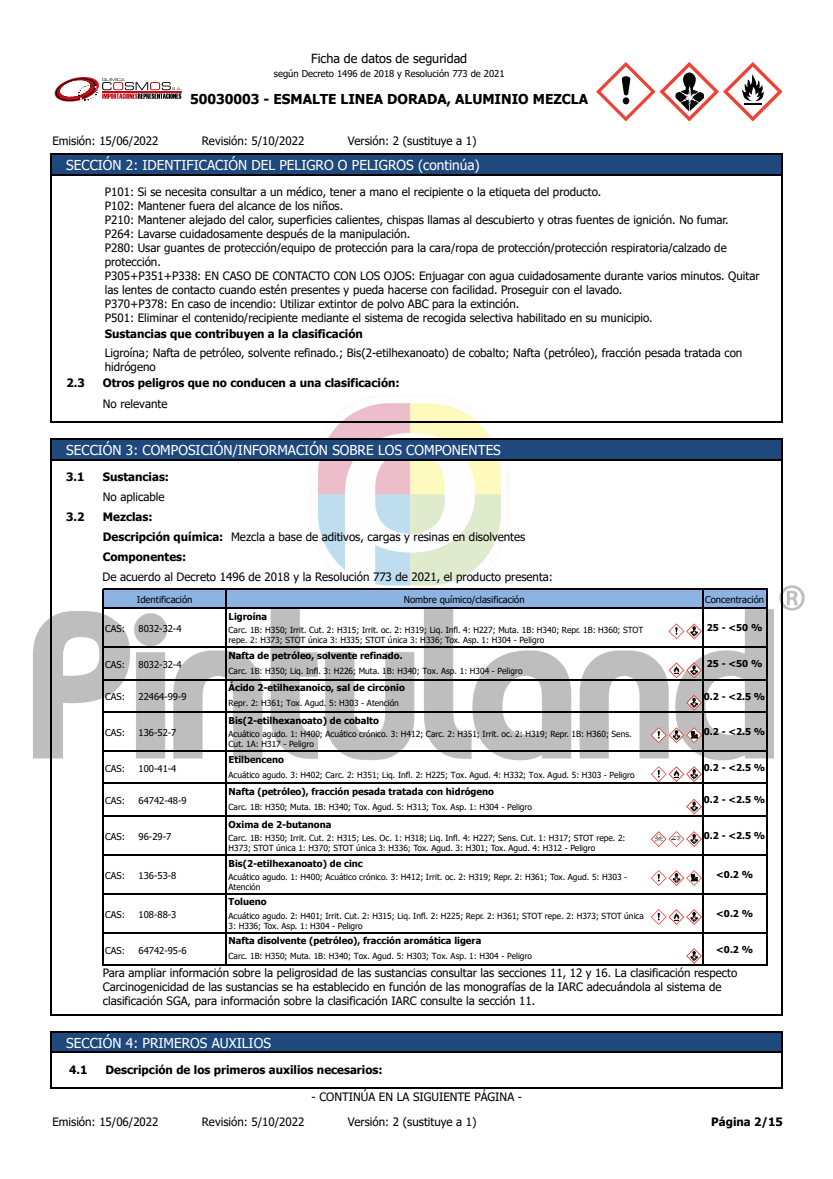 Ficha de datos de seguridad
según Decreto 1496 de 2018 y Resolución 773 de 2021
QUIMICA
COSMOS S.A.
IMPORTACIONES REPRESENTACIONES
50030003 - ESMALTE LINEA DORADA, ALUMINIO MEZCLA
Emisión: 15/06/2022 Revisión: 5/10/2022 Versión: 2 (sustituye a 1)
SECCIÓN 2: IDENTIFICACIÓN DEL PELIGRO O PELIGROS (continúa)
P101: Si se necesita consultar a un médico, tener a mano el recipiente o la etiqueta del producto.
P102: Mantener fuera del alcance de los niños.
P210: Mantener alejado del calor, superficies calientes, chispas llamas al descubierto y otras fuentes de ignición. No fumar.
P264: Lavarse cuidadosamente después de la manipulación.
P280: Usar guantes de protección/equipo de protección para la cara/ropa de protección/protección respiratoria/calzado de
protección.
P305+P351+P338: EN CASO DE CONTACTO CON LOS OJOS: Enjuagar con agua cuidadosamente durante varios minutos. Quitar
las lentes de contacto cuando estén presentes y pueda hacerse con facilidad. Proseguir con el lavado.
P370+P378: En caso de incendio: Utilizar extintor de polvo ABC para la extinción.
P501: Eliminar el contenido/recipiente mediante el sistema de recogida selectiva habilitado en su municipio.
Sustancias que contribuyen a la clasificación
Ligroína; Nafta de petróleo, solvente refinado.; Bis(2-etilhexanoato) de cobalto; Nafta (petróleo), fracción pesada tratada con
hidrógeno
2.3 Otros peligros que no conducen a una clasificación:
No relevante
SECCIÓN 3: COMPOSICIÓN/INFORMACIÓN SOBRE LOS COMPONENTES
3.1 Sustancias:
No aplicable
3.2 Mezclas:
Descripción química: Mezcla a base de aditivos, cargas y resinas en disolventes
Componentes:
De acuerdo al Decreto 1496 de 2018 y la Resolución 773 de 2021, el producto presenta:
Pintuland®
Identificación Nombre químico/clasificación Concentración
Ligroína
CAS: 8032-32-4 Carc. 1B: H350; Irrit. Cut. 2: H315; Irrit. oc. 2: H319; Liq. Infl. 4: H227; Muta. 1B: H340; Repr. 1B: H360; STOT 25 - <50 %
repe. 2: H373; STOT única 3: H335; STOT única 3: H336; Tox. Asp. 1: H304 - Peligro
Nafta de petróleo, solvente refinado.
CAS: 8032-32-4 25 - <50 %
Carc. 1B: H350; Liq. Infl. 3: H226; Muta. 1B: H340; Tox. Asp. 1: H304 - Peligro
Ácido 2-etilhexanoico, sal de circonio
CAS: 22464-99-9 0.2 - <2.5 %
Repr. 2: H361; Tox. Agud. 5: H303 - Atención
Bis(2-etilhexanoato) de cobalto
CAS: 136-52-7 Acuático agudo. 1: H400; Acuático crónico. 3: H412; Carc. 2: H351; Irrit. oc. 2: H319; Repr. 1B: H360; Sens. 0.2 - <2.5 %
Cut. 1A: H317 - Peligro
Etilbenceno
CAS: 100-41-4 0.2 - <2.5 %
Acuático agudo. 3: H402; Carc. 2: H351; Liq. Infl. 2: H225; Tox. Agud. 4: H332; Tox. Agud. 5: H303 - Peligro
Nafta (petróleo), fracción pesada tratada con hidrógeno
CAS: 64742-48-9 0.2 - <2.5 %
Carc. 1B: H350; Muta. 1B: H340; Tox. Agud. 5: H313; Tox. Asp. 1: H304 - Peligro
Oxima de 2-butanona
CAS: 96-29-7 Carc. 1B: H350; Irrit. Cut. 2: H315; Les. Oc. 1: H318; Liq. Infl. 4: H227; Sens. Cut. 1: H317; STOT repe. 2: 0.2 - <2.5 %
H373; STOT única 1: H370; STOT única 3: H336; Tox. Agud. 3: H301; Tox. Agud. 4: H312 - Peligro
Bis(2-etilhexanoato) de cinc
CAS: 136-53-8 Acuático agudo. 1: H400; Acuático crónico. 3: H412; Irrit. oc. 2: H319; Repr. 2: H361; Tox. Agud. 5: H303 - <0.2 %
Atención
Tolueno
CAS: 108-88-3 Acuático agudo. 2: H401; Irrit. Cut. 2: H315; Liq. Infl. 2: H225; Repr. 2: H361; STOT repe. 2: H373; STOT única <0.2 %
3: H336; Tox. Asp. 1: H304 - Peligro
Nafta disolvente (petróleo), fracción aromática ligera
CAS: 64742-95-6 <0.2 %
Carc. 1B: H350; Muta. 1B: H340; Tox. Agud. 5: H303; Tox. Asp. 1: H304 - Peligro
Para ampliar información sobre la peligrosidad de las sustancias consultar las secciones 11, 12 y 16. La clasificación respecto
Carcinogenicidad de las sustancias se ha establecido en función de las monografías de la IARC adecuándola al sistema de
clasificación SGA, para información sobre la clasificación IARC consulte la sección 11.
SECCIÓN 4: PRIMEROS AUXILIOS
4.1 Descripción de los primeros auxilios necesarios:
- CONTINÚA EN LA SIGUIENTE PÁGINA -
Emisión: 15/06/2022 Revisión: 5/10/2022 Versión: 2 (sustituye a 1) Página 2/15